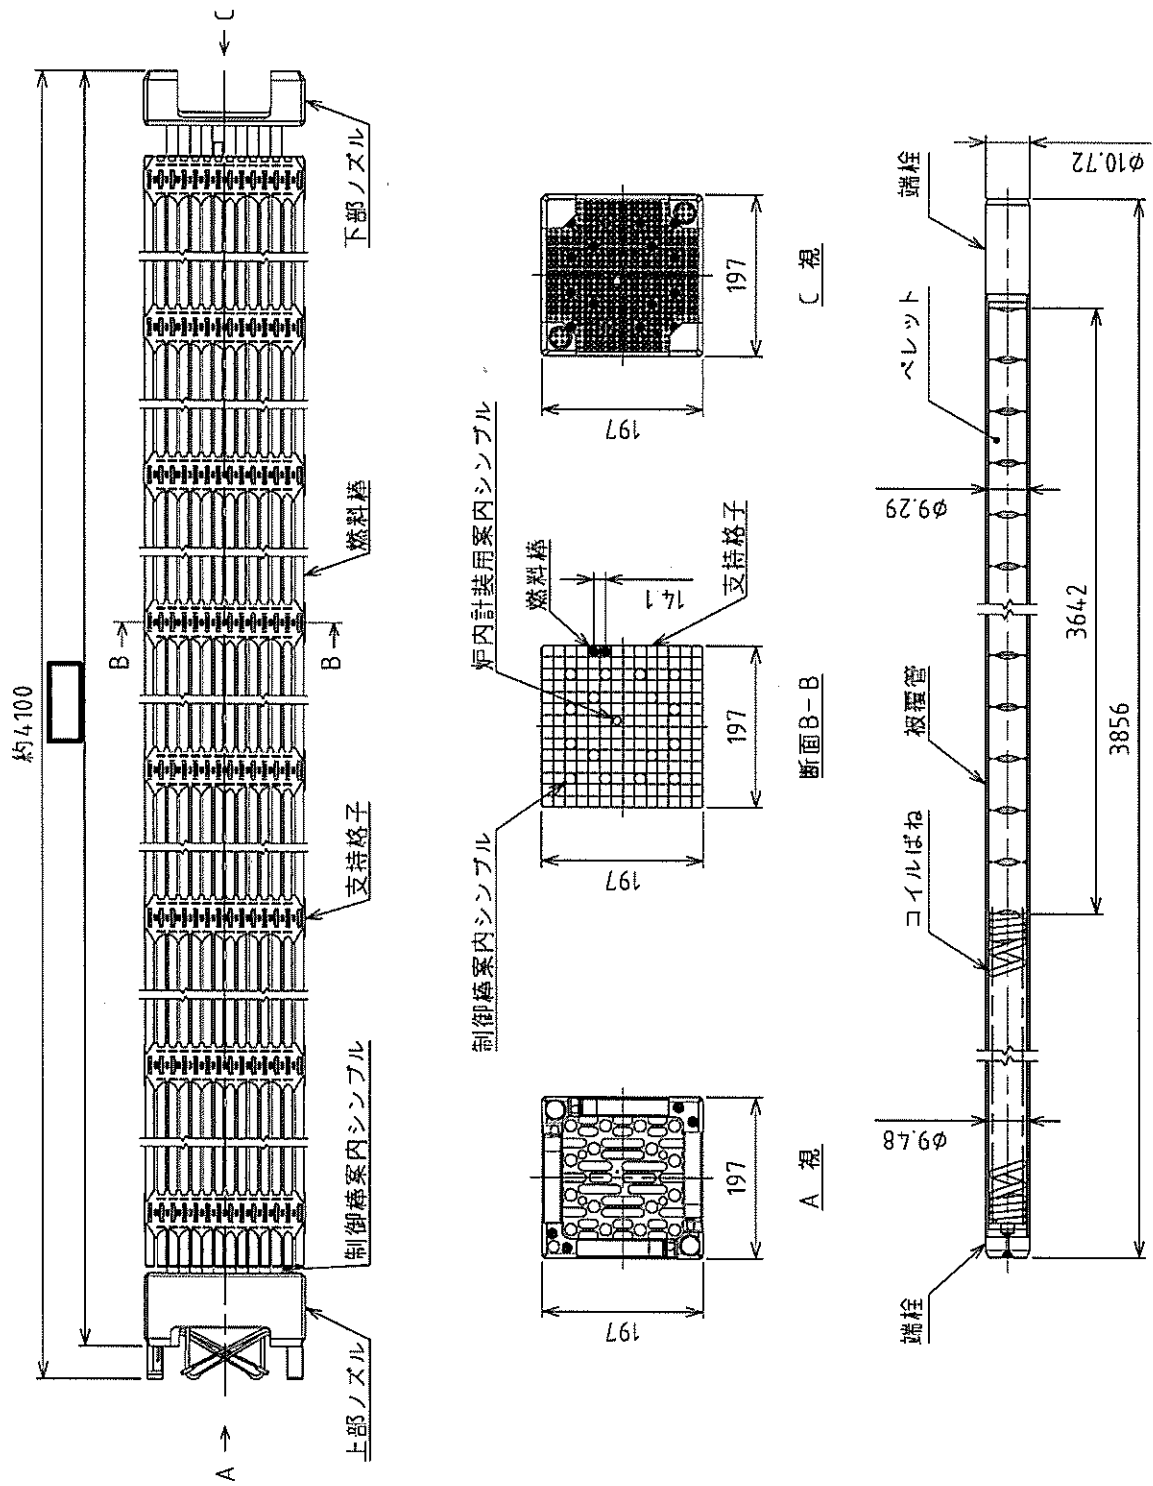 約4100
A
C
B
B
上部ノズル
制御棒案内シンブル
支持格子
燃料棒
下部ノズル
制御棒案内シンブル
炉内計装用案内シンブル
燃料棒
支持格子
14.1
197
197
A 視
197
197
断面B-B
197
197
C 視
端栓
コイルばね
被覆管
ペレット
端栓
φ9.48
φ9.29
φ10.72
3642
3856